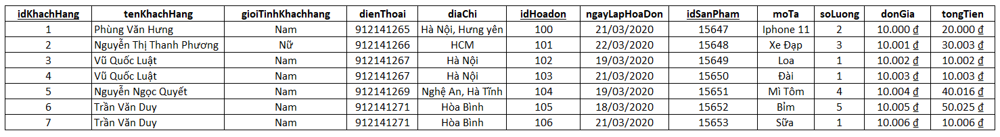 idKhachHang tenKhachHang gioiTinhKhachhang dienThoai diaChi idHoadon ngayLapHoaDon idSanPham moTa soLuong donGia tongTien
1 Phùng Văn Hưng Nam 912141265 Hà Nội, Hưng yên 100 21/03/2020 15647 Iphone 11 2 10.000 ₫ 20.000 ₫
2 Nguyễn Thị Thanh Phương Nữ 912141266 HCM 101 22/03/2020 15648 Xe Đạp 3 10.001 ₫ 30.003 ₫
3 Vũ Quốc Luật Nam 912141267 Hà Nội 102 19/03/2020 15649 Loa 1 10.002 ₫ 10.002 ₫
4 Vũ Quốc Luật Nam 912141267 Hà Nội 103 21/03/2020 15650 Đài 1 10.003 ₫ 10.003 ₫
5 Nguyễn Ngọc Quyết Nam 912141269 Nghệ An, Hà Tĩnh 104 19/03/2020 15651 Mì Tôm 4 10.004 ₫ 40.016 ₫
6 Trần Văn Duy Nam 912141271 Hòa Bình 105 18/03/2020 15652 Bỉm 5 10.005 ₫ 50.025 ₫
7 Trần Văn Duy Nam 912141271 Hòa Bình 106 21/03/2020 15653 Sữa 1 10.006 ₫ 10.006 ₫